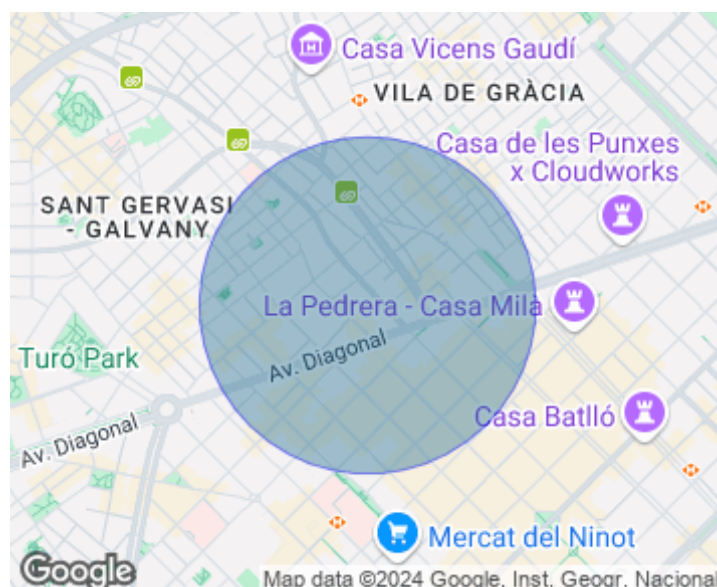 Casa Vicens Gaudí
VILA DE GRÀCIA
Casa de les Punxes
x Cloudworks
SANT GERVASI
- GALVANY
La Pedrera - Casa Milà
Turó Park
Av. Diagonal
Casa Batlló
Av. Diagonal
Mercat del Ninot
Google
Map data ©2024 Google, Inst. Geogr. Nacional